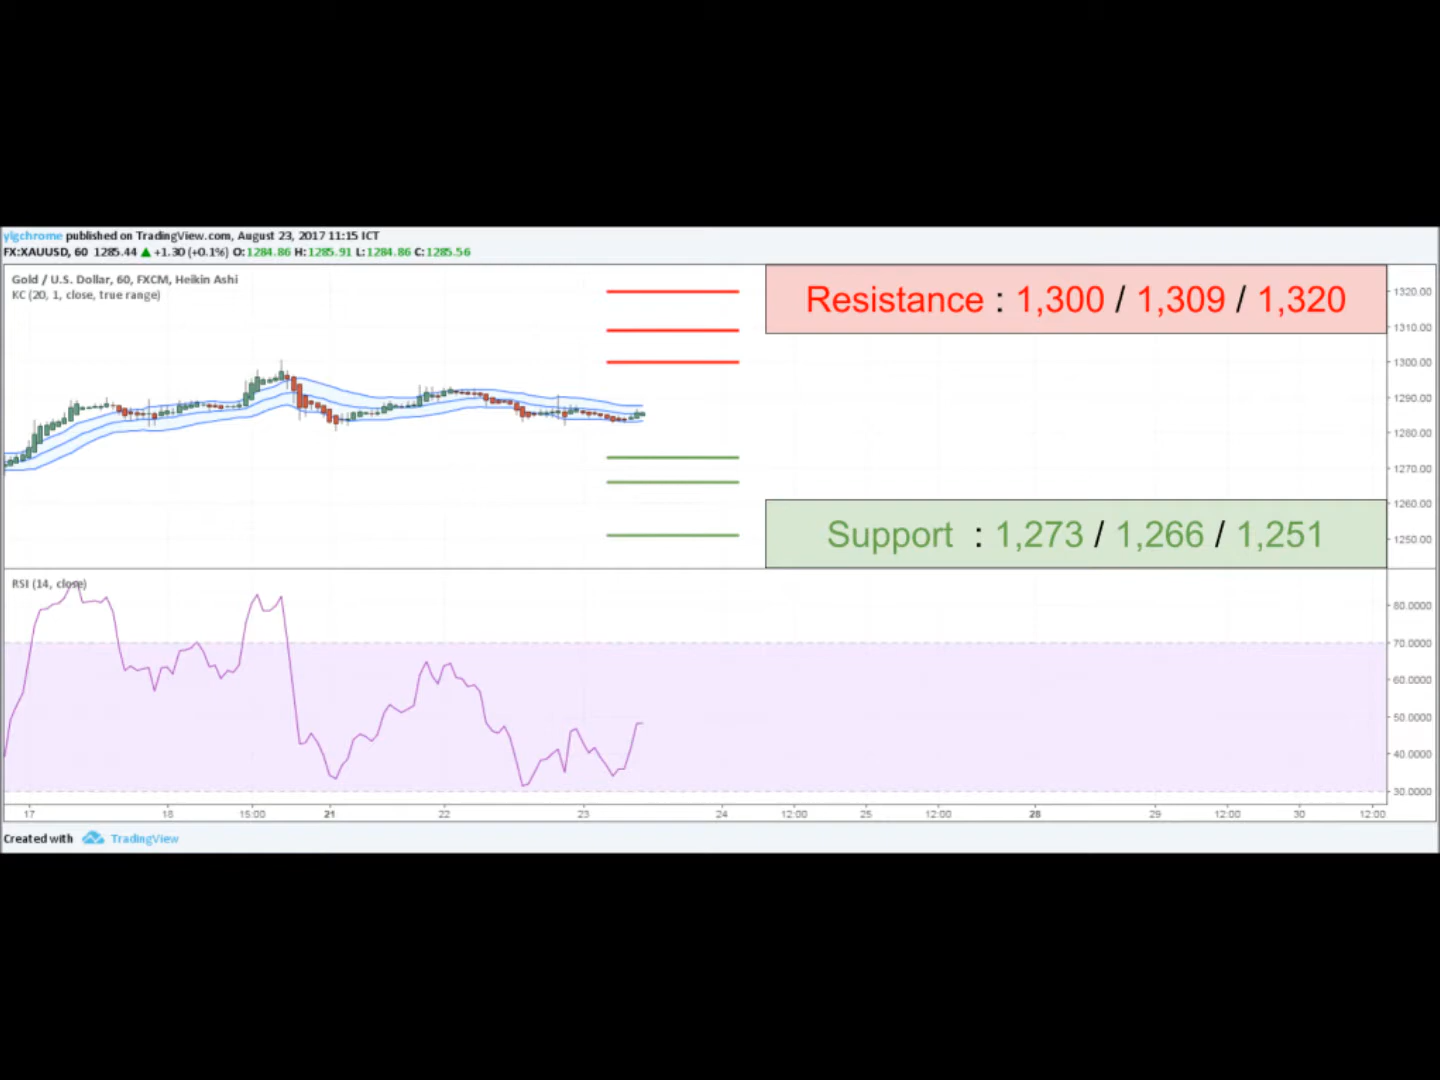 yigchrome published on TradingView.com, August 23, 2017 11:15 ICT
FX:XAUUSD, 60 1285.44 ▲ +1.30 (+0.1%) O:1284.86 H:1285.91 L:1284.86 C:1285.56
Gold / U.S. Dollar, 60, FXCM, Heikin Ashi
KC (20, 1, close, true range)
Resistance : 1,300 / 1,309 / 1,320
1320.00
1310.00
1300.00
1290.00
1280.00
1270.00
1260.00
1250.00
Support : 1,273 / 1,266 / 1,251
RSI (14, close)
80.0000
70.0000
60.0000
50.0000
40.0000
30.0000
17 18 15:00 21 22 23 24 12:00 25 12:00 28 29 12:00 30 12:00
Created with TradingView